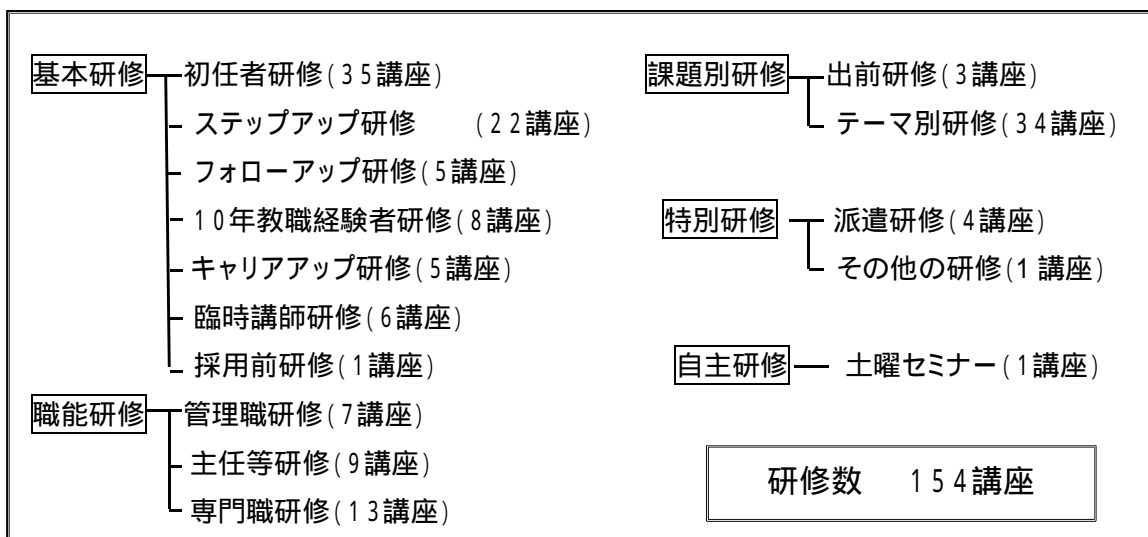 基本研修 初任者研修(35講座)
ステップアップ研修 (22講座)
フォローアップ研修(5講座)
10年教職経験者研修(8講座)
キャリアアップ研修(5講座)
臨時講師研修(6講座)
採用前研修(1講座)
職能研修 管理職研修(7講座)
主任等研修(9講座)
専門職研修(13講座)
課題別研修 出前研修(3講座)
テーマ別研修(34講座)
特別研修 派遣研修(4講座)
その他の研修(1講座)
自主研修 土曜セミナー(1講座)
研修数 154講座